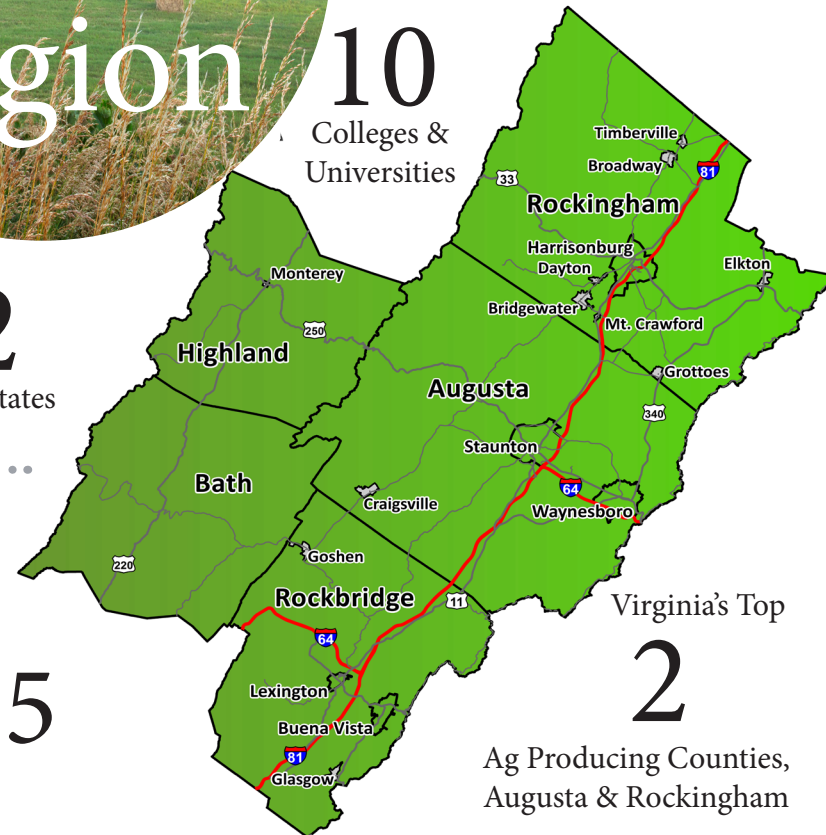 gion
10
Colleges &
Universities
Timberville
Broadway
81
33
Rockingham
Harrisonburg
Dayton
Elkton
Monterey
Bridgewater
Mt. Crawford
250
2
Highland
tates
Grottoes
Augusta
340
Staunton
Bath
64
Craigsville
Waynesboro
220
Goshen
Rockbridge
11
64
Virginia's Top
2
Lexington
5
Buena Vista
81
Glasgow
Ag Producing Counties,
Augusta & Rockingham